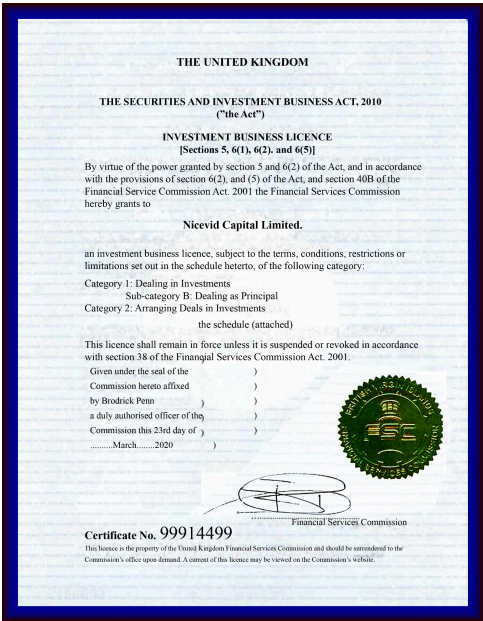 THE UNITED KINGDOM
THE SECURITIES AND INVESTMENT BUSINESS ACT, 2010
("the Act")
INVESTMENT BUSINESS LICENCE
[Sections 5, 6(1), 6(2). and 6(5)]
By virtue of the power granted by section 5 and 6(2) of the Act, and in accordance
with the provisions of section 6(2), and (5) of the Act, and section 40B of the
Financial Service Commission Act. 2001 the Financial Services Commission
hereby grants to
Nicevid Capital Limited.
an investment business licence, subject to the terms, conditions, restrictions or
limitations set out in the schedule heterto, of the following category:
Category 1: Dealing in Investments
Sub-category B: Dealing as Principal
Category 2: Arranging Deals in Investments
the schedule (attached)
This licence shall remain in force unless it is suspended or revoked in accordance
with section 38 of the Financial Services Commission Act. 2001.
Given under the seal of the )
Commission hereto affixed )
by Brodrick Penn ) )
a duly authorised officer of the) )
Commission this 23rd day of ) )
..........March........2020 )
FSC
Financial Services Commission
Certificate No. 99914499
This licence is the property of the United Kingdom Financial Services Commission and should be surrendered to the
Commission's office upon demand. A current of this licence may be viewed on the Commission's website.